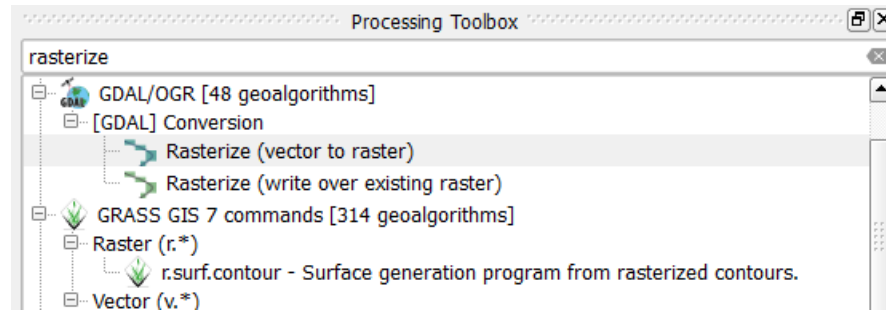 Processing Toolbox
rasterize
GDAL/OGR [48 geoalgorithms]
[GDAL] Conversion
Rasterize (vector to raster)
Rasterize (write over existing raster)
GRASS GIS 7 commands [314 geoalgorithms]
Raster (r.*)
r.surf.contour - Surface generation program from rasterized contours.
Vector (v.*)